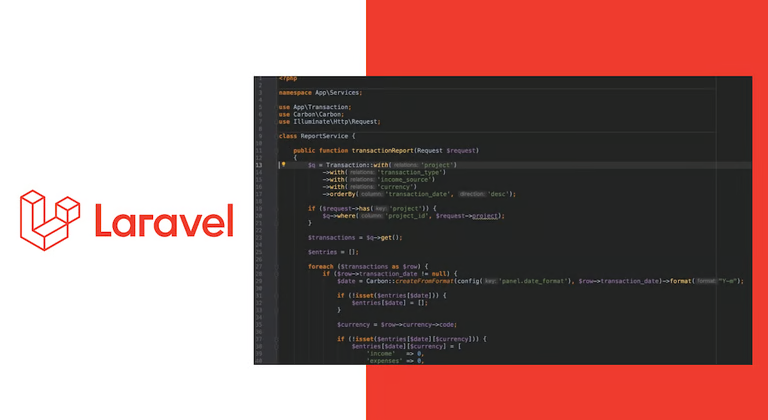 Laravel
<?php
namespace App\Services;
use App\Transaction;
use Carbon\Carbon;
use Illuminate\Http\Request;
class ReportService {
public function transactionReport(Request $request)
{
$q = Transaction::with( relations: 'project')
->with( relations: 'transaction_type')
->with( relations: 'income_source')
->with( relations: 'currency')
->orderBy( column: 'transaction_date', direction: 'desc');
if ($request->has( key: 'project')) {
$q->where( column: 'project_id', $request->project);
}
$transactions = $q->get();
$entries = [];
foreach ($transactions as $row) {
if ($row->transaction_date != null) {
$date = Carbon::createFromFormat(config( key: 'panel.date_format'), $row->transaction_date)->format( format: "Y-m");
if (!isset($entries[$date])) {
$entries[$date] = [];
}
$currency = $row->currency->code;
if (!isset($entries[$date][$currency])) {
$entries[$date][$currency] = [
'income' => 0,
'expenses' => 0,